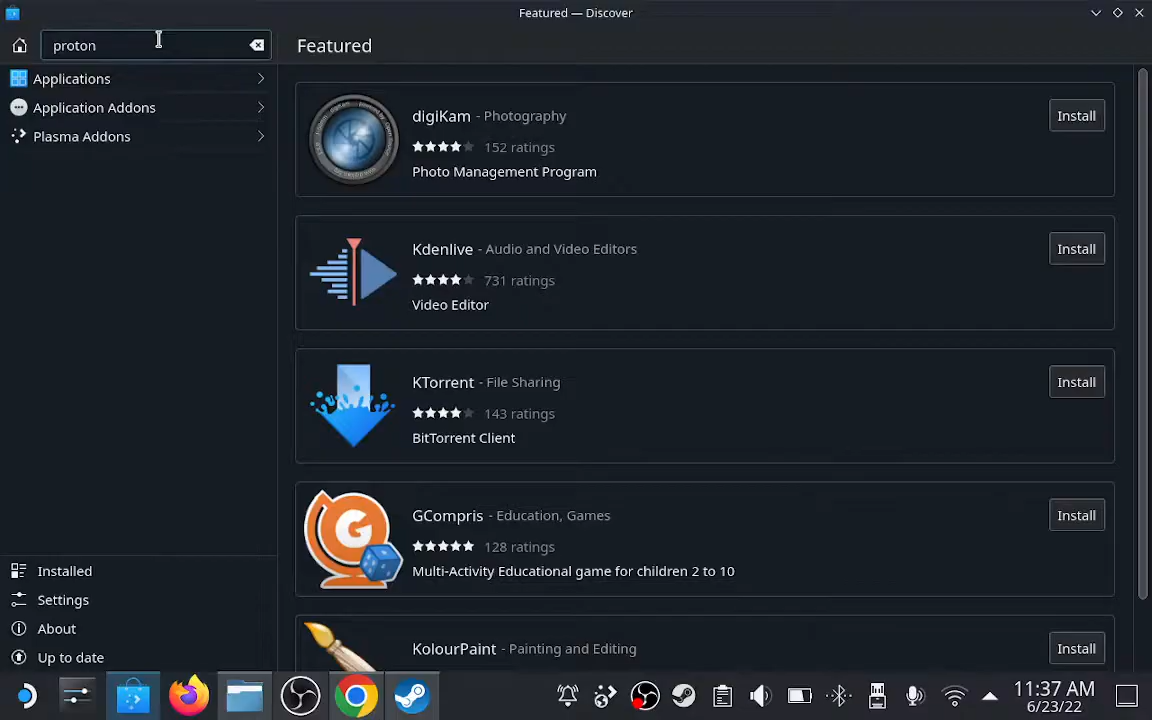 Featured — Discover
proton
Featured
Applications
Application Addons
Plasma Addons
digiKam - Photography
Install
152 ratings
Photo Management Program
Kdenlive - Audio and Video Editors
Install
731 ratings
Video Editor
KTorrent - File Sharing
Install
143 ratings
BitTorrent Client
G
GCompris - Education, Games
Install
128 ratings
Multi-Activity Educational game for children 2 to 10
KolourPaint - Painting and Editing
Install
Installed
Settings
About
Up to date
11:37 AM
6/23/22